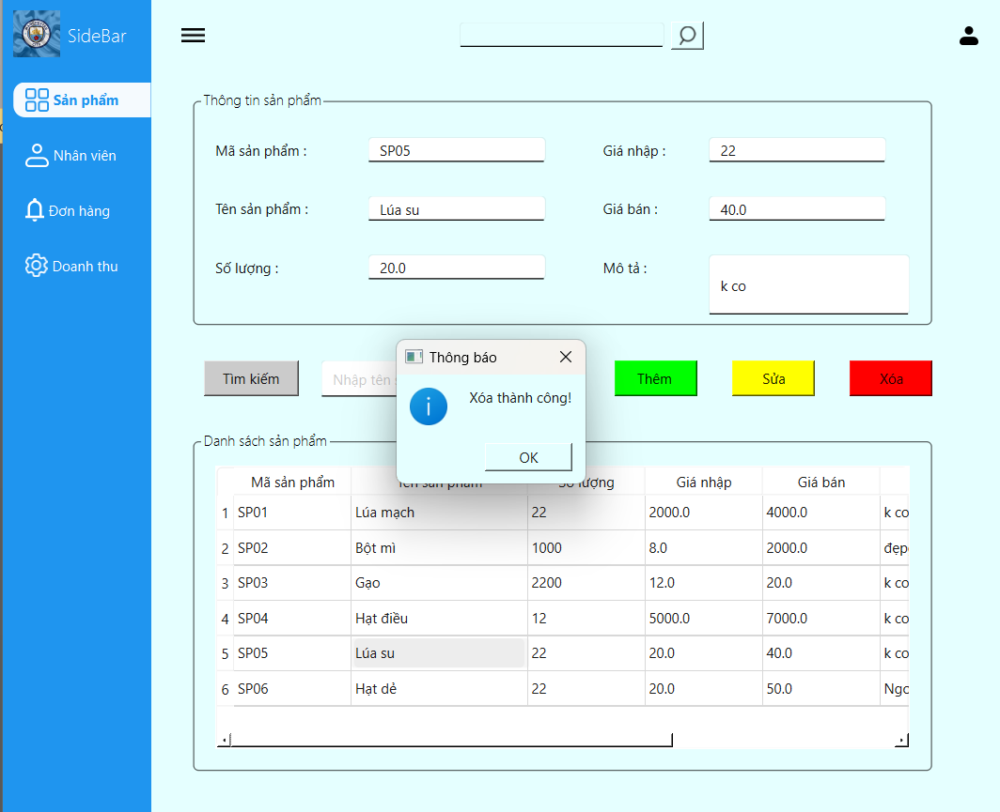 SideBar
Sản phẩm
Nhân viên
Đơn hàng
Doanh thu
Thông tin sản phẩm
Mã sản phẩm : SP05 Giá nhập : 22
Tên sản phẩm : Lúa su Giá bán : 40.0
Số lượng : 20.0 Mô tả : k co
Tìm kiếm Nhập tên Thêm Sửa Xóa
Thông báo
Xóa thành công!
OK
Danh sách sản phẩm
Mã sản phẩm Tên sản phẩm Số lượng Giá nhập Giá bán
1 SP01 Lúa mạch 22 2000.0 4000.0 k co
2 SP02 Bột mì 1000 8.0 2000.0
3 SP03 Gạo 2200 12.0 20.0 k co
4 SP04 Hạt điều 12 5000.0 7000.0 k co
5 SP05 Lúa su 22 20.0 40.0 k co
6 SP06 Hạt dẻ 22 20.0 50.0